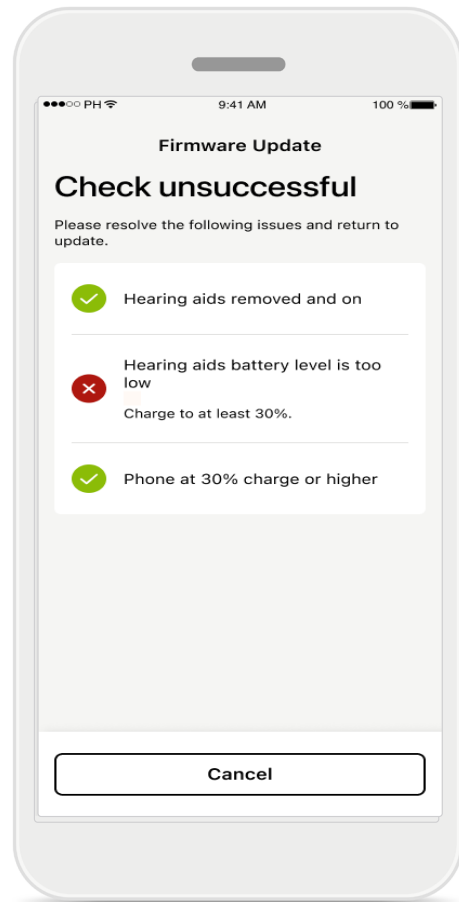 PH 9:41 AM 100 %
Firmware Update
Check unsuccessful
Please resolve the following issues and return to
update.
Hearing aids removed and on
Hearing aids battery level is too
low
Charge to at least 30%.
Phone at 30% charge or higher
Cancel